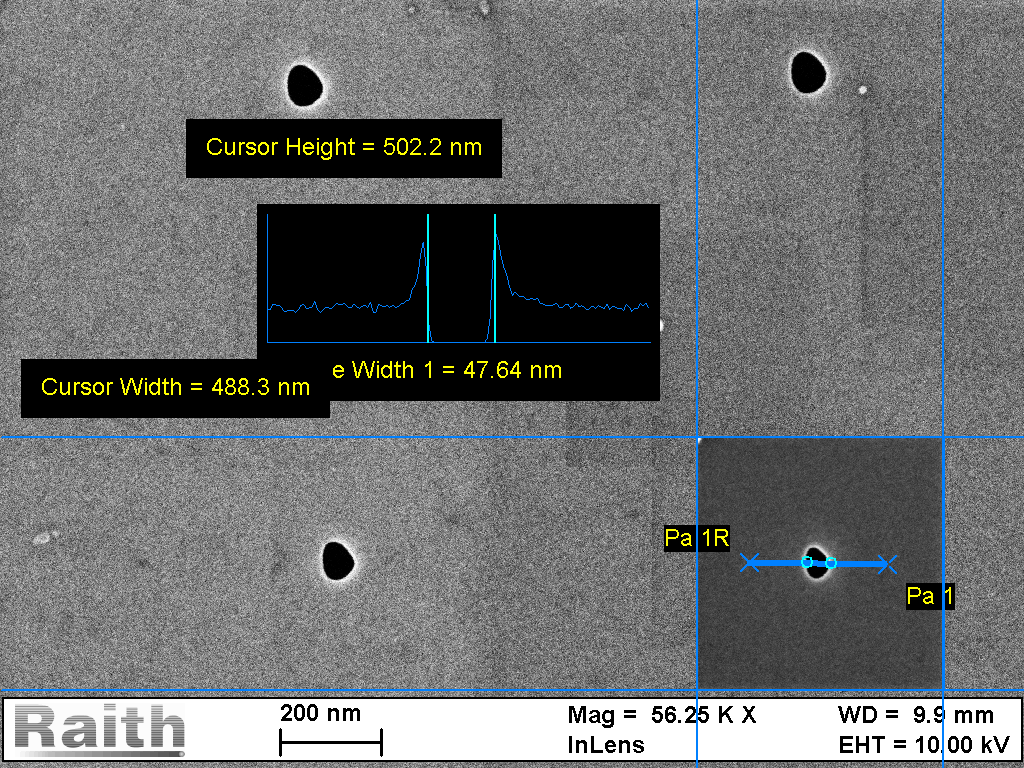 Cursor Height = 502.2 nm
e Width 1 = 47.64 nm
Cursor Width = 488.3 nm
Pa 1R
Pa 1
Raith
200 nm
Mag = 56.25 K X
WD = 9.9 mm
InLens
EHT = 10.00 kV